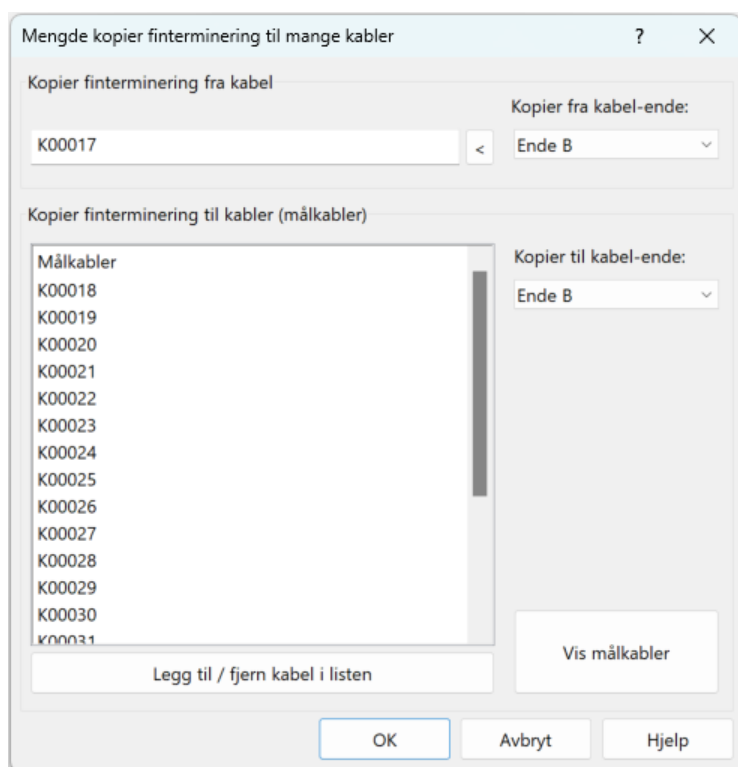 Mengde kopier finterminering til mange kabler
?
Kopier finterminering fra kabel
Kopier fra kabel-ende:
K00017
<
Ende B
Kopier finterminering til kabler (målkabler)
Målkabler
K00018
K00019
K00020
K00021
K00022
K00023
K00024
K00025
K00026
K00027
K00028
K00029
K00030
K00031
Kopier til kabel-ende:
Ende B
Vis målkabler
Legg til / fjern kabel i listen
OK
Avbryt
Hjelp